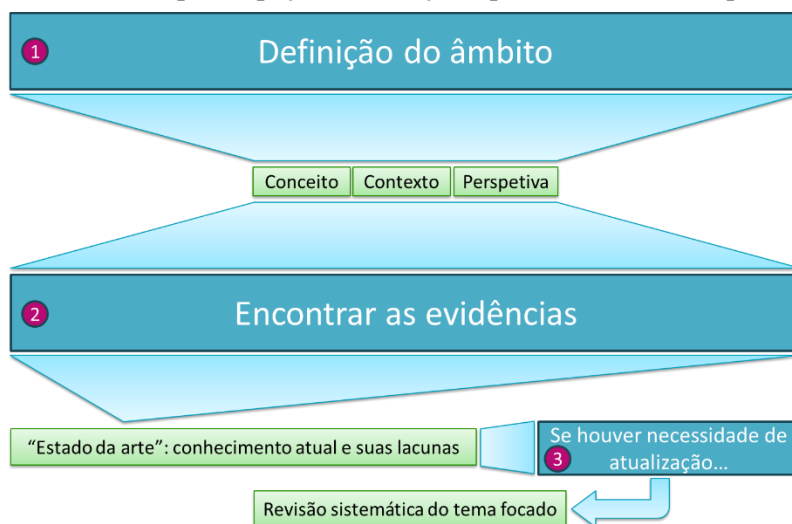 1 Definição do âmbito
Conceito Contexto Perspetiva
2 Encontrar as evidências
“Estado da arte”: conhecimento atual e suas lacunas
Se houver necessidade de
3 atualização...
Revisão sistemática do tema focado